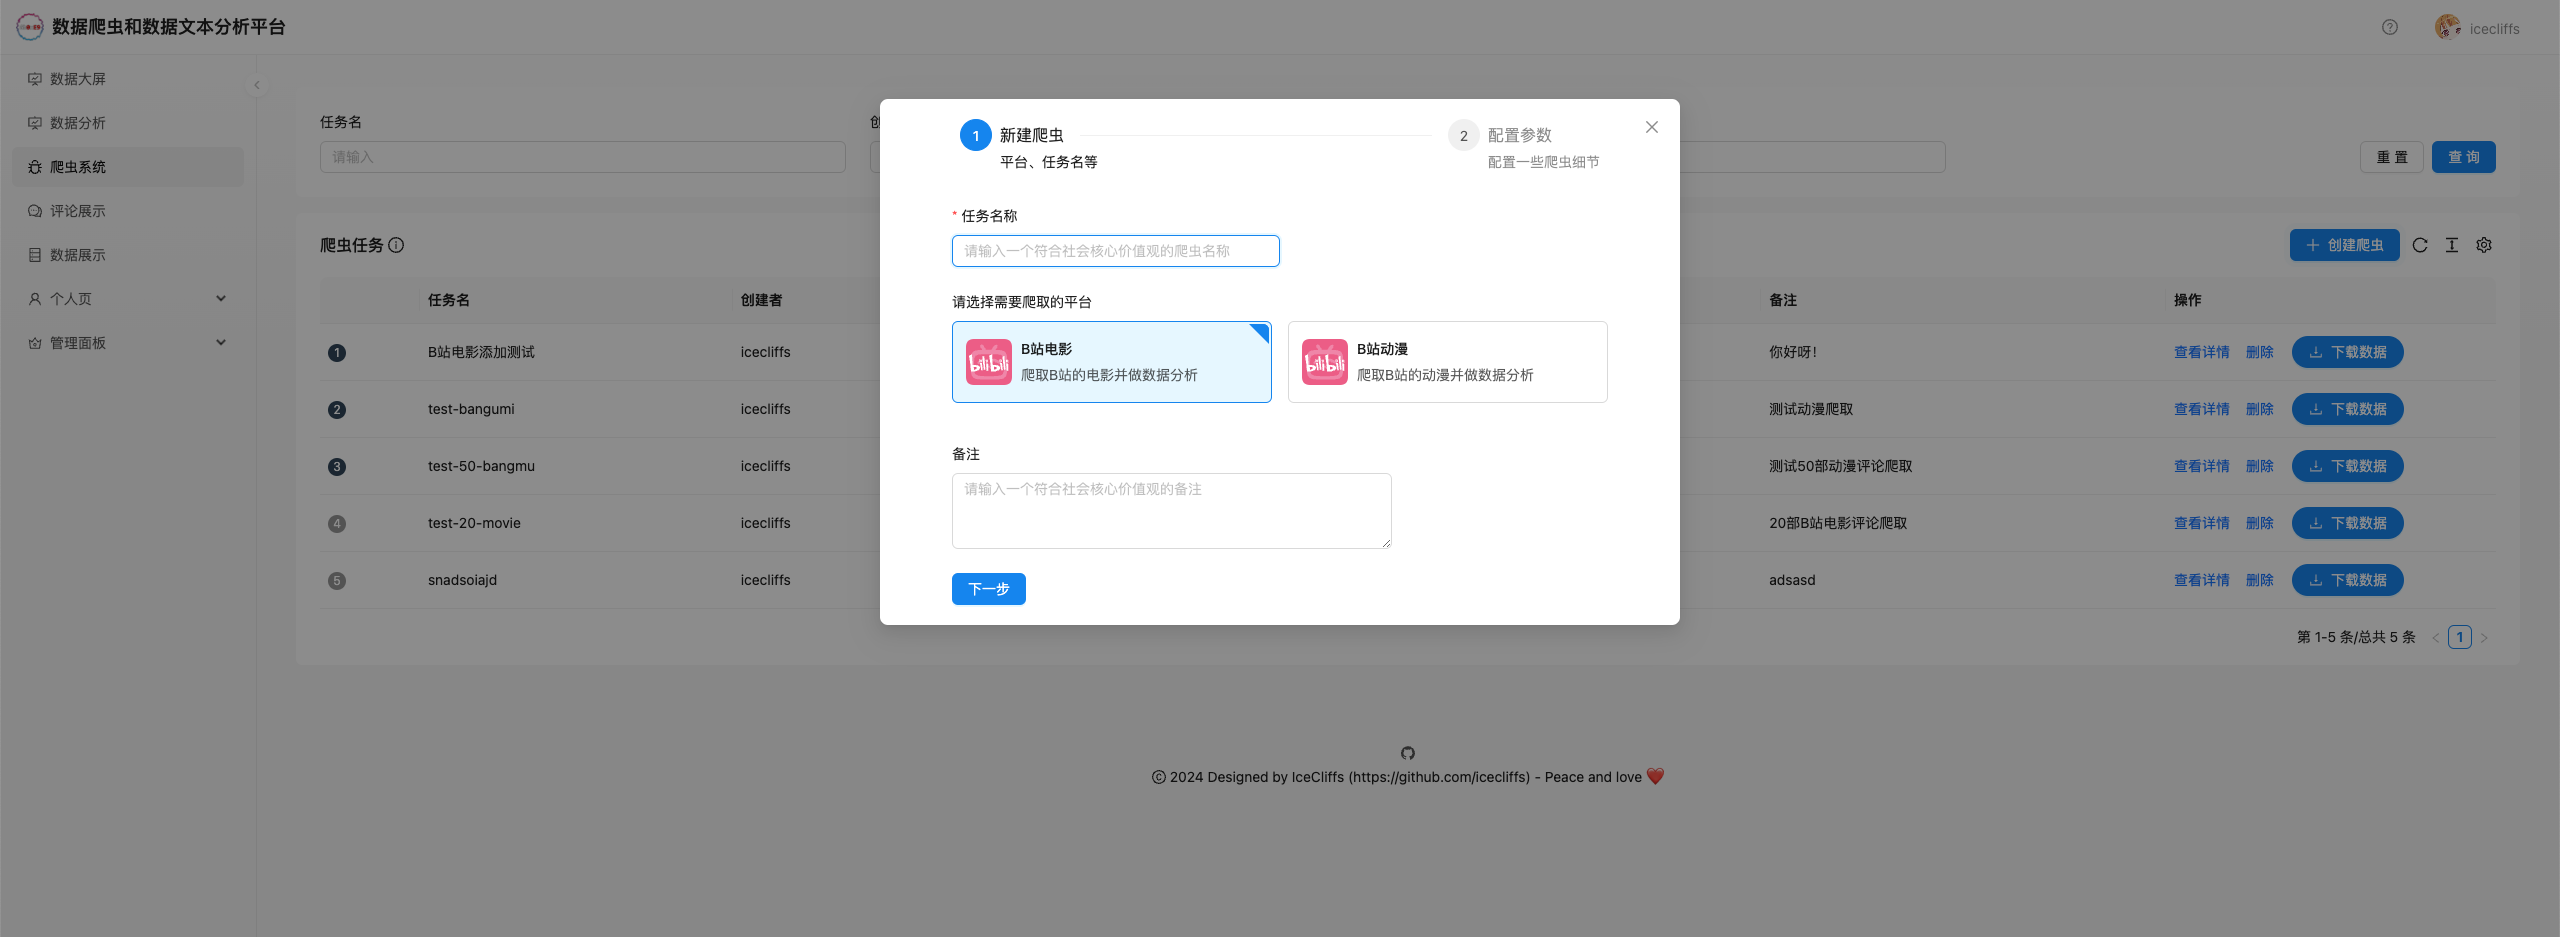 数据爬虫和数据文本分析平台
icecliffs
数据大屏
数据分析
爬虫系统
评论展示
数据展示
个人页
管理面板
任务名
请输入
创
重 置
查 询
爬虫任务
创建爬虫
任务名
创建者
备注
操作
1
B站电影添加测试
icecliffs
你好呀!
查看详情
删除
下载数据
2
test-bangumi
icecliffs
测试动漫爬取
查看详情
删除
下载数据
3
test-50-bangmu
icecliffs
测试50部动漫评论爬取
查看详情
删除
下载数据
4
test-20-movie
icecliffs
20部B站电影评论爬取
查看详情
删除
下载数据
5
snadsoiajd
icecliffs
adsasd
查看详情
删除
下载数据
第 1-5 条/总共 5 条
1
1
新建爬虫
平台、任务名等
2
配置参数
配置一些爬虫细节
* 任务名称
请输入一个符合社会核心价值观的爬虫名称
请选择需要爬取的平台
bilibili
B站电影
爬取B站的电影并做数据分析
bilibili
B站动漫
爬取B站的动漫并做数据分析
备注
请输入一个符合社会核心价值观的备注
下一步
© 2024 Designed by IceCliffs (https://github.com/icecliffs) - Peace and love ❤️